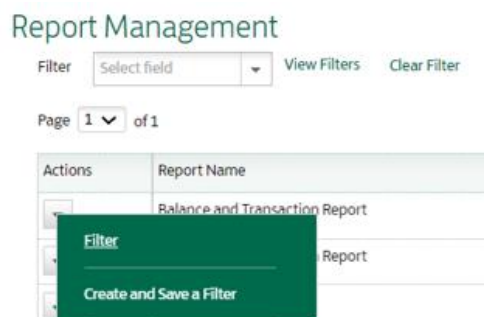 Report Management
Filter Select field View Filters Clear Filter
Page 1 of 1
Actions Report Name
Balance and Transaction Report
Filter
Report
Create and Save a Filter